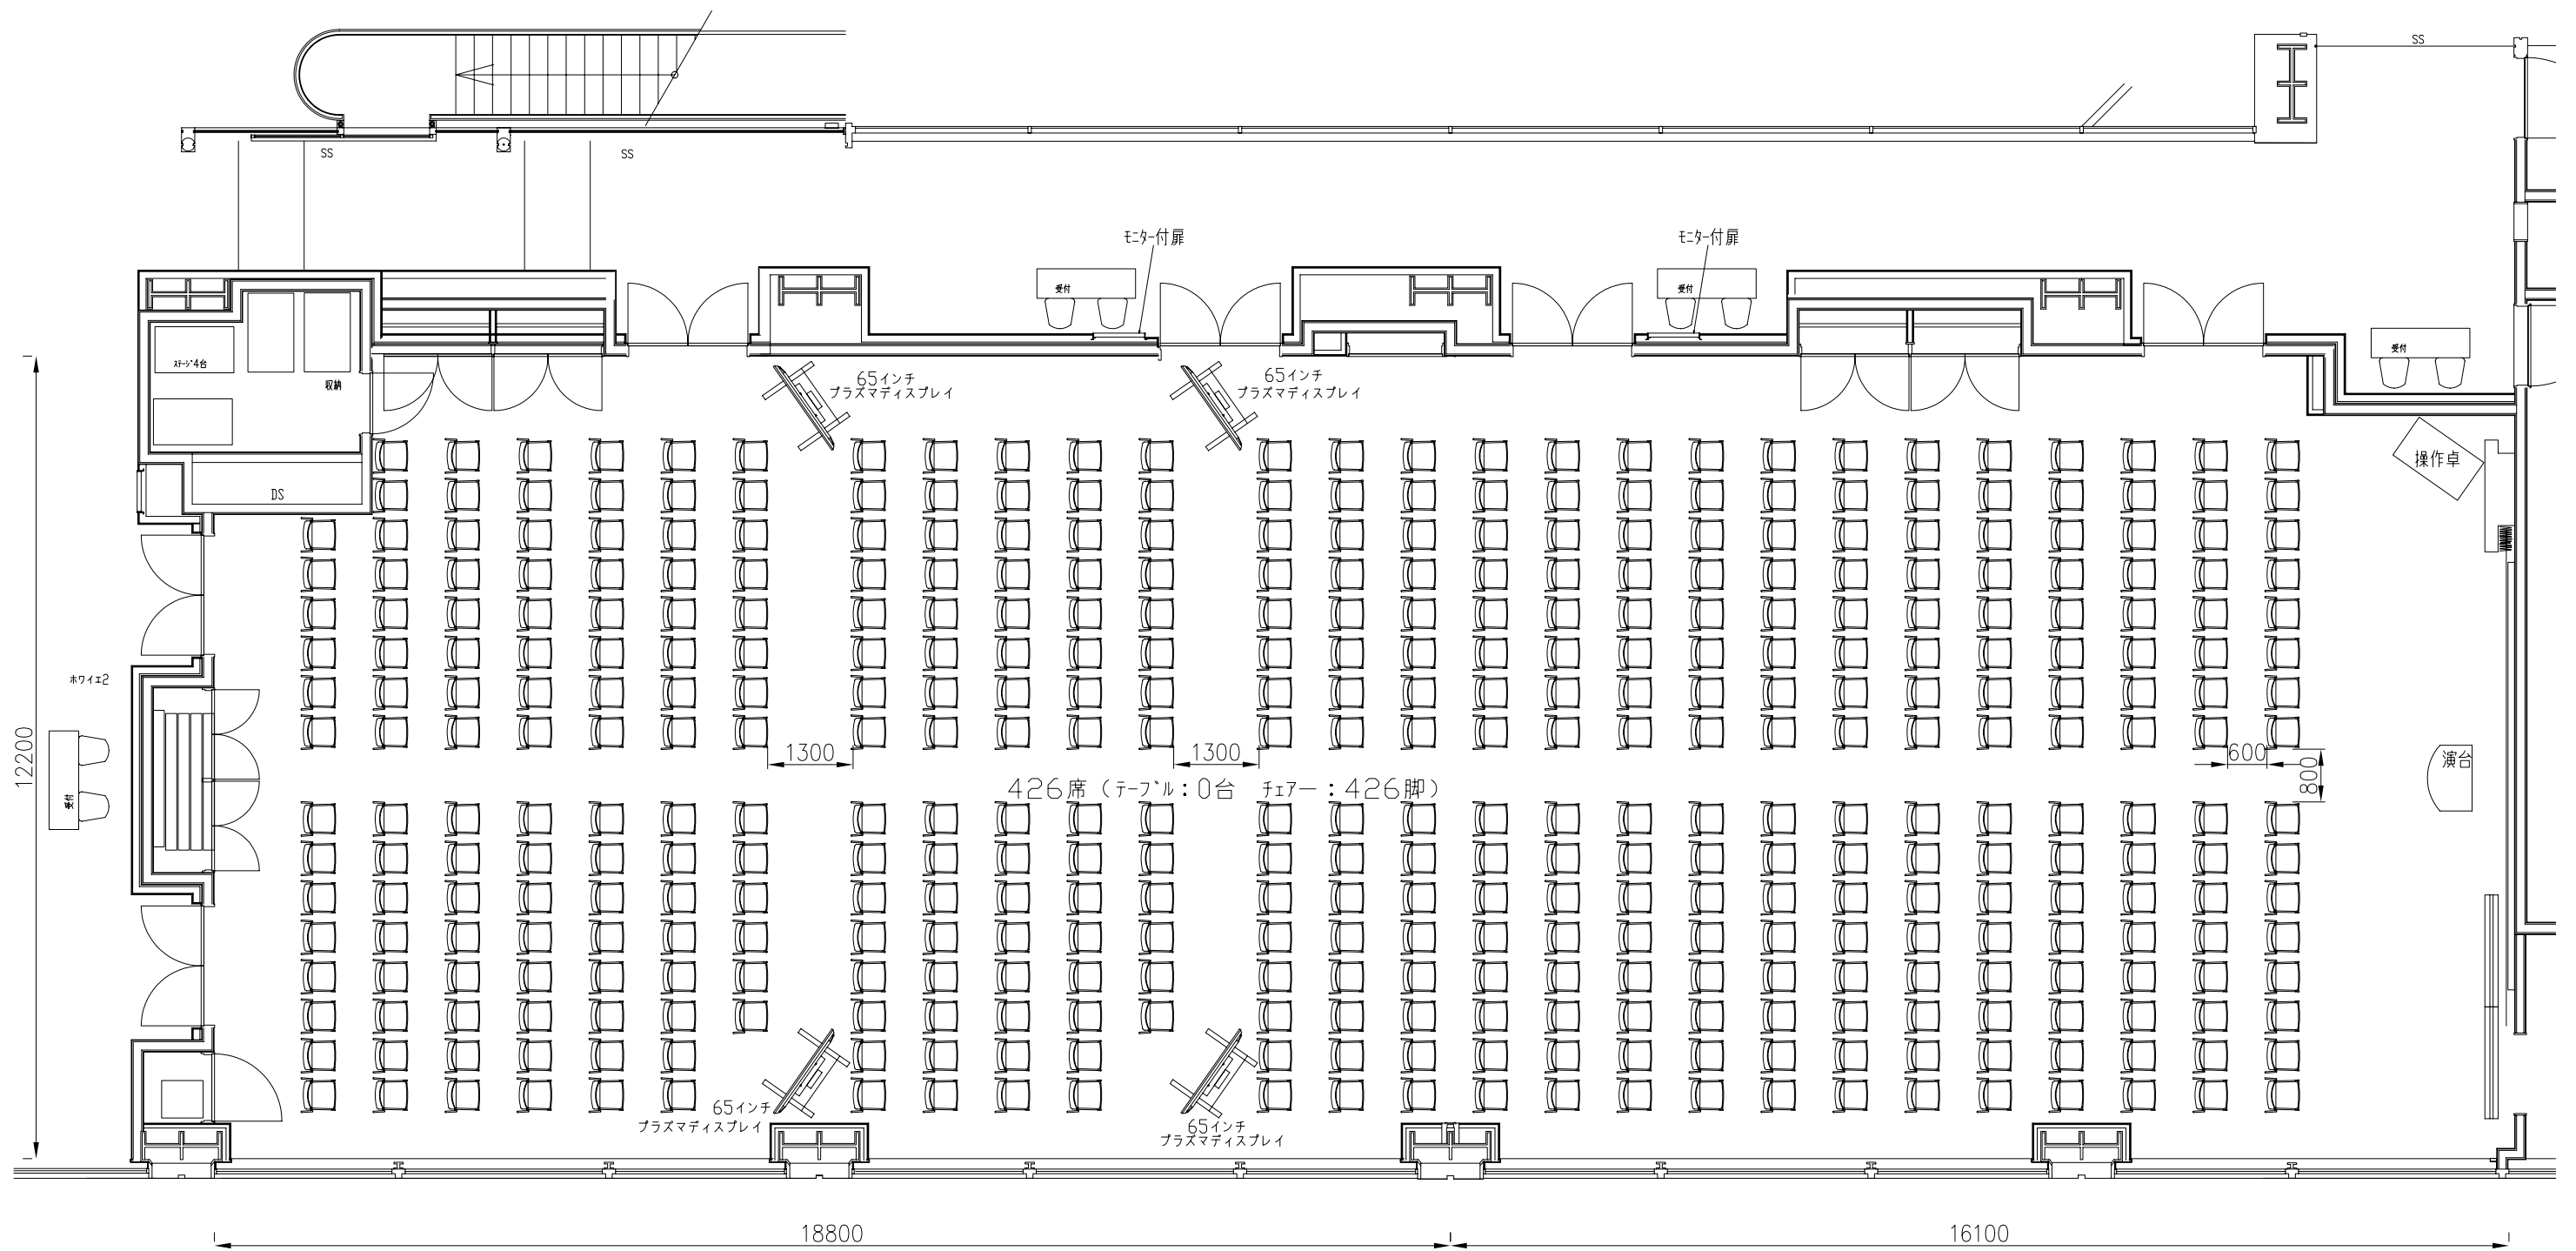 SS
SS
SS
モニター付扉
モニター付扉
受付
受付
受付
ステージ4台
収納
65インチ
プラズマディスプレイ
65インチ
プラズマディスプレイ
操作卓
DS
ホワイエ2
12200
受付
1300
1300
600
800
演台
426席（テーブル：0台　チェアー：426脚）
65インチ
プラズマディスプレイ
65インチ
プラズマディスプレイ
18800
16100